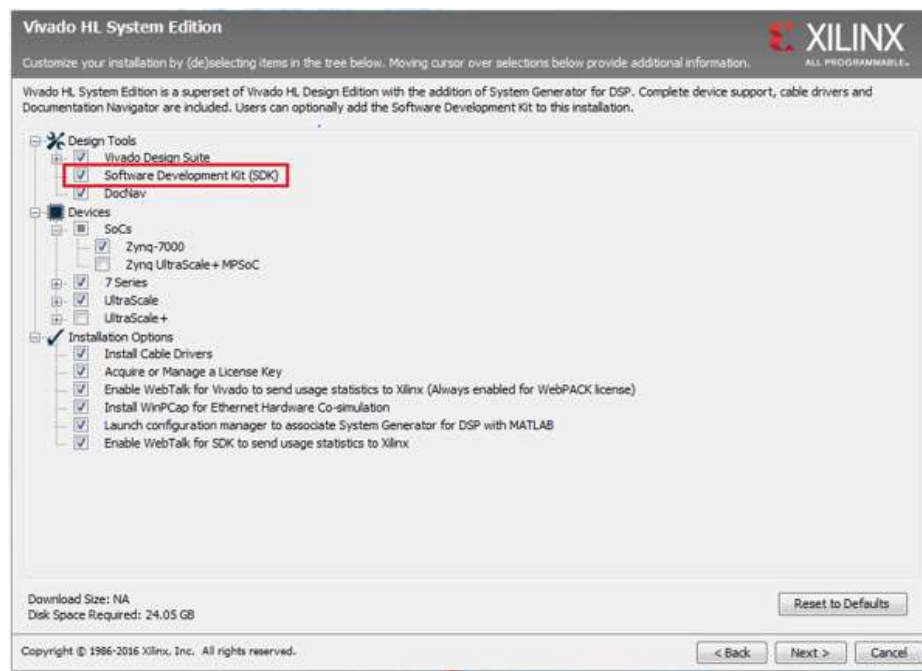 Vivado HL System Edition
Customize your installation by (de)selecting items in the tree below. Moving cursor over selections below provide additional information.
XILINX
ALL PROGRAMMABLE.
Vivado HL System Edition is a superset of Vivado HL Design Edition with the addition of System Generator for DSP. Complete device support, cable drivers and
Documentation Navigator are included. Users can optionally add the Software Development Kit to this installation.
Design Tools
Vivado Design Suite
Software Development Kit (SDK)
DocNav
Devices
SoCs
Zynq-7000
Zynq UltraScale+ MPSoC
7 Series
UltraScale
UltraScale+
Installation Options
Install Cable Drivers
Acquire or Manage a License Key
Enable WebTalk for Vivado to send usage statistics to Xilinx (Always enabled for WebPACK license)
Install WinPCap for Ethernet Hardware Co-simulation
Launch configuration manager to associate System Generator for DSP with MATLAB
Enable WebTalk for SDK to send usage statistics to Xilinx
Download Size: NA
Disk Space Required: 24.05 GB
Reset to Defaults
Copyright © 1986-2016 Xilinx, Inc. All rights reserved.
< Back
Next >
Cancel